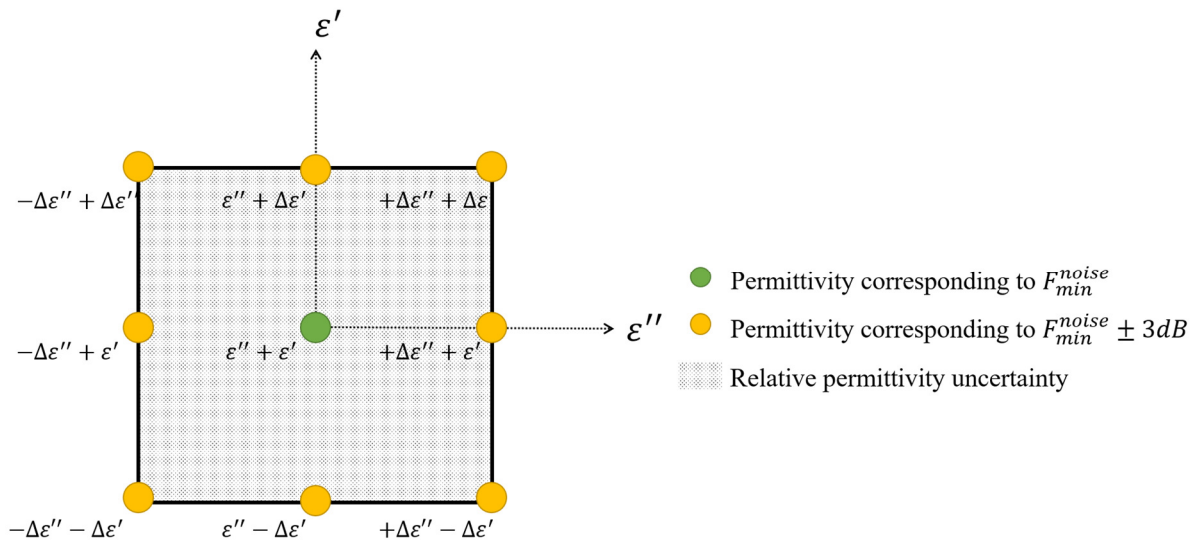 ε′
−Δε′′ + Δε′′
ε′′ + Δε′
+Δε′′ + Δε
Permittivity corresponding to F_min^noise
−Δε′′ + ε′
ε′′ + ε′
+Δε′′ + ε′
ε′′
Permittivity corresponding to F_min^noise ± 3dB
Relative permittivity uncertainty
−Δε′′ − Δε′
ε′′ − Δε′
+Δε′′ − Δε′